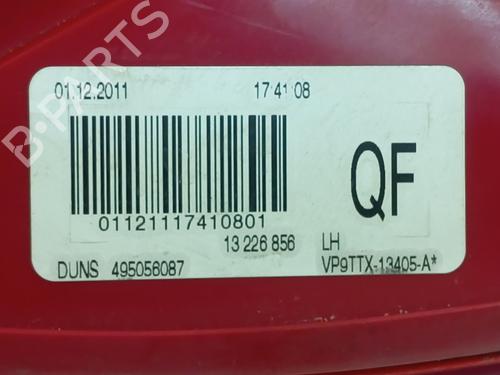 B-PARTS
01.12.2011 17:41:08
QF
01121117410801
13 226 856 LH
DUNS 495056087 VP9TTX-13405-A*